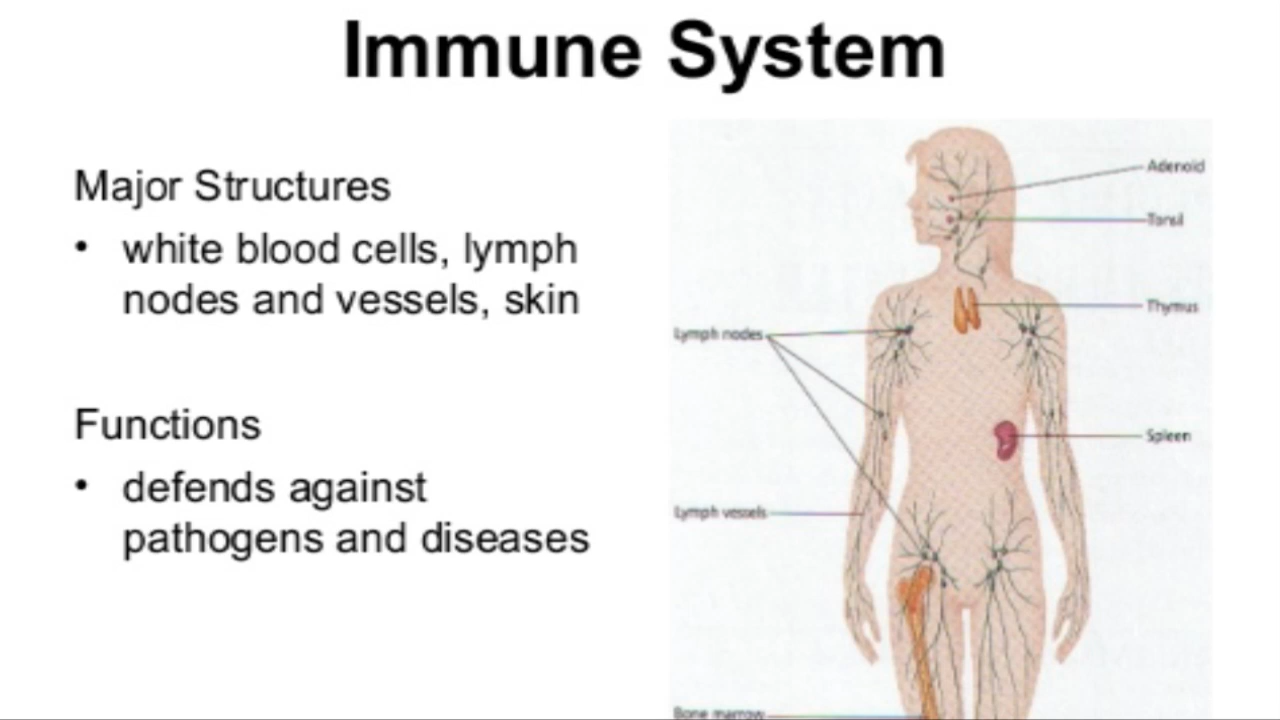 Immune System
Major Structures
• white blood cells, lymph
nodes and vessels, skin
Functions
• defends against
pathogens and diseases
Adenoid
Tonsil
Thymus
Lymph nodes
Spleen
Lymph vessels
Bone marrow